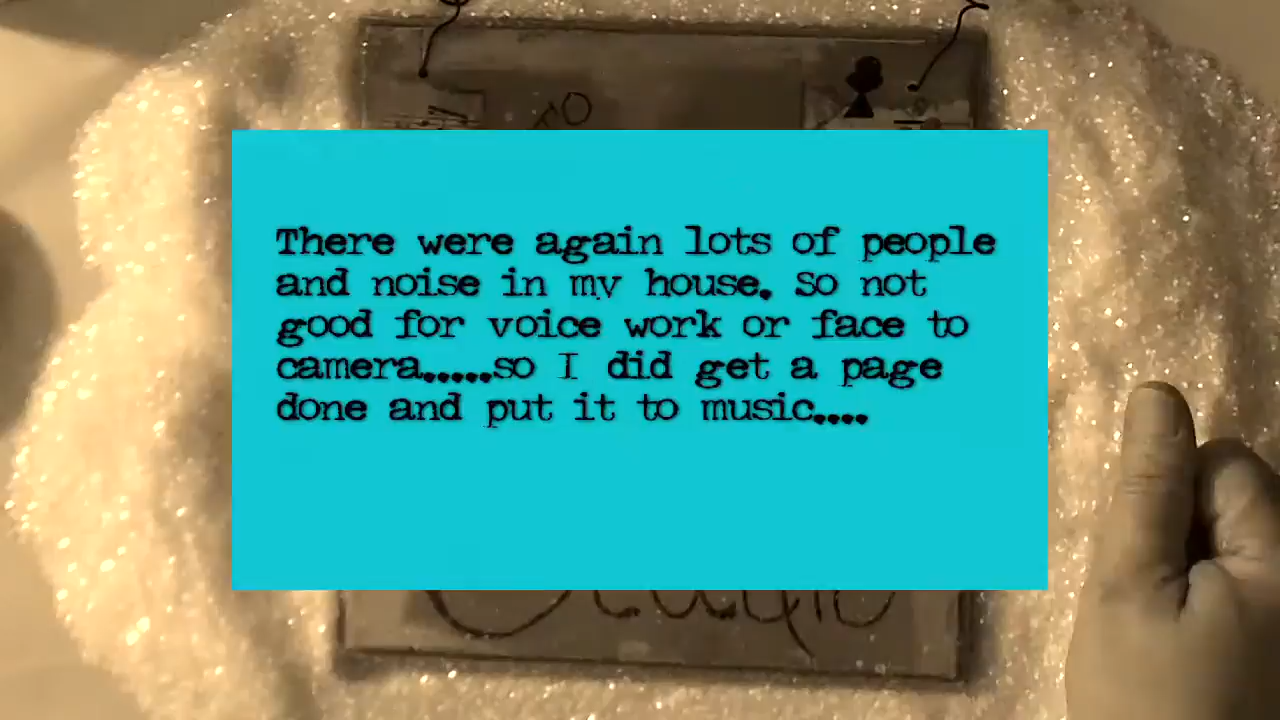 TO
There were again lots of people
and noise in my house. So not
good for voice work or face to
camera.....so I did get a page
done and put it to music....